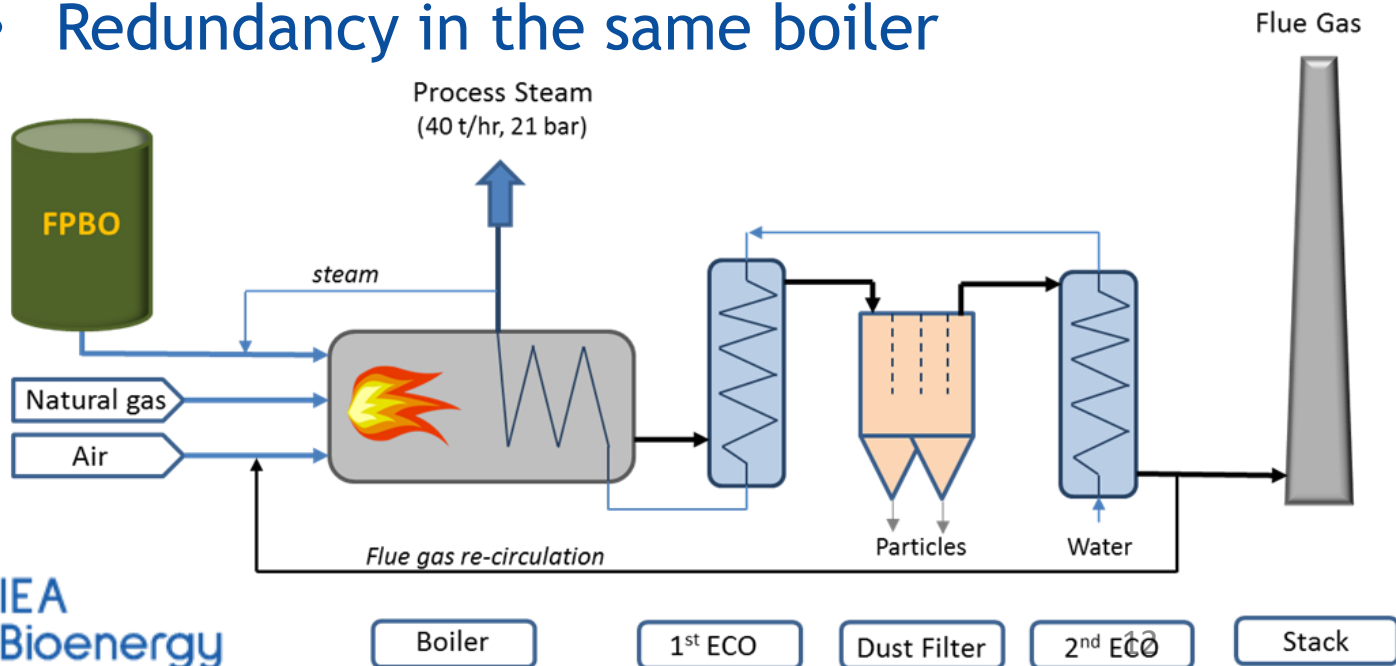 • Redundancy in the same boiler
Flue Gas
Process Steam
(40 t/hr, 21 bar)
FPBO
steam
Natural gas
Air
Flue gas re-circulation
Particles
Water
IEA
Bioenergy
Boiler
1st ECO
Dust Filter
2nd ECO
12
Stack